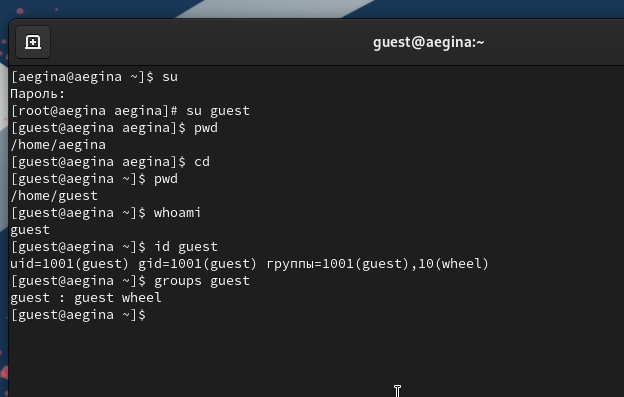 guest@aegina:~
[aegina@aegina ~]$ su
Пароль:
[root@aegina aegina]# su guest
[guest@aegina aegina]$ pwd
/home/aegina
[guest@aegina aegina]$ cd
[guest@aegina ~]$ pwd
/home/guest
[guest@aegina ~]$ whoami
guest
[guest@aegina ~]$ id guest
uid=1001(guest) gid=1001(guest) группы=1001(guest),10(wheel)
[guest@aegina ~]$ groups guest
guest : guest wheel
[guest@aegina ~]$